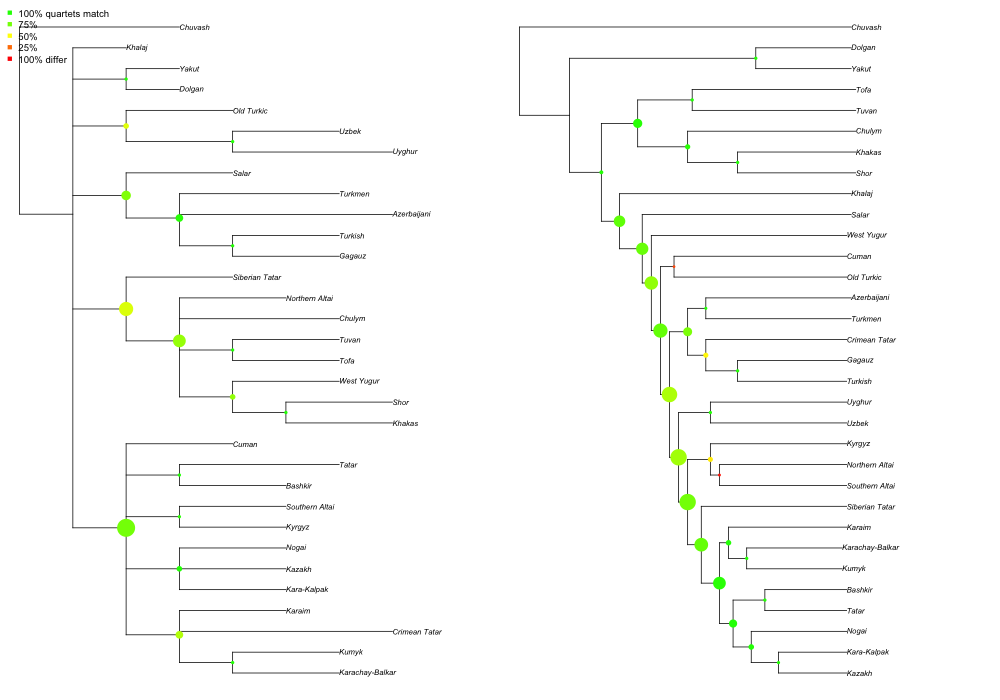 100% quartets match
75%
50%
25%
100% differ
Chuvash
Khalaj
Yakut
Dolgan
Old Turkic
Uzbek
Uyghur
Salar
Turkmen
Azerbaijani
Turkish
Gagauz
Siberian Tatar
Northern Altai
Chulym
Tuvan
Tofa
West Yugur
Shor
Khakas
Cuman
Tatar
Bashkir
Southern Altai
Kyrgyz
Nogai
Kazakh
Kara-Kalpak
Karaim
Crimean Tatar
Kumyk
Karachay-Balkar
Chuvash
Dolgan
Yakut
Tofa
Tuvan
Chulym
Khakas
Shor
Khalaj
Salar
West Yugur
Cuman
Old Turkic
Azerbaijani
Turkmen
Crimean Tatar
Gagauz
Turkish
Uyghur
Uzbek
Kyrgyz
Northern Altai
Southern Altai
Siberian Tatar
Karaim
Karachay-Balkar
Kumyk
Bashkir
Tatar
Nogai
Kara-Kalpak
Kazakh